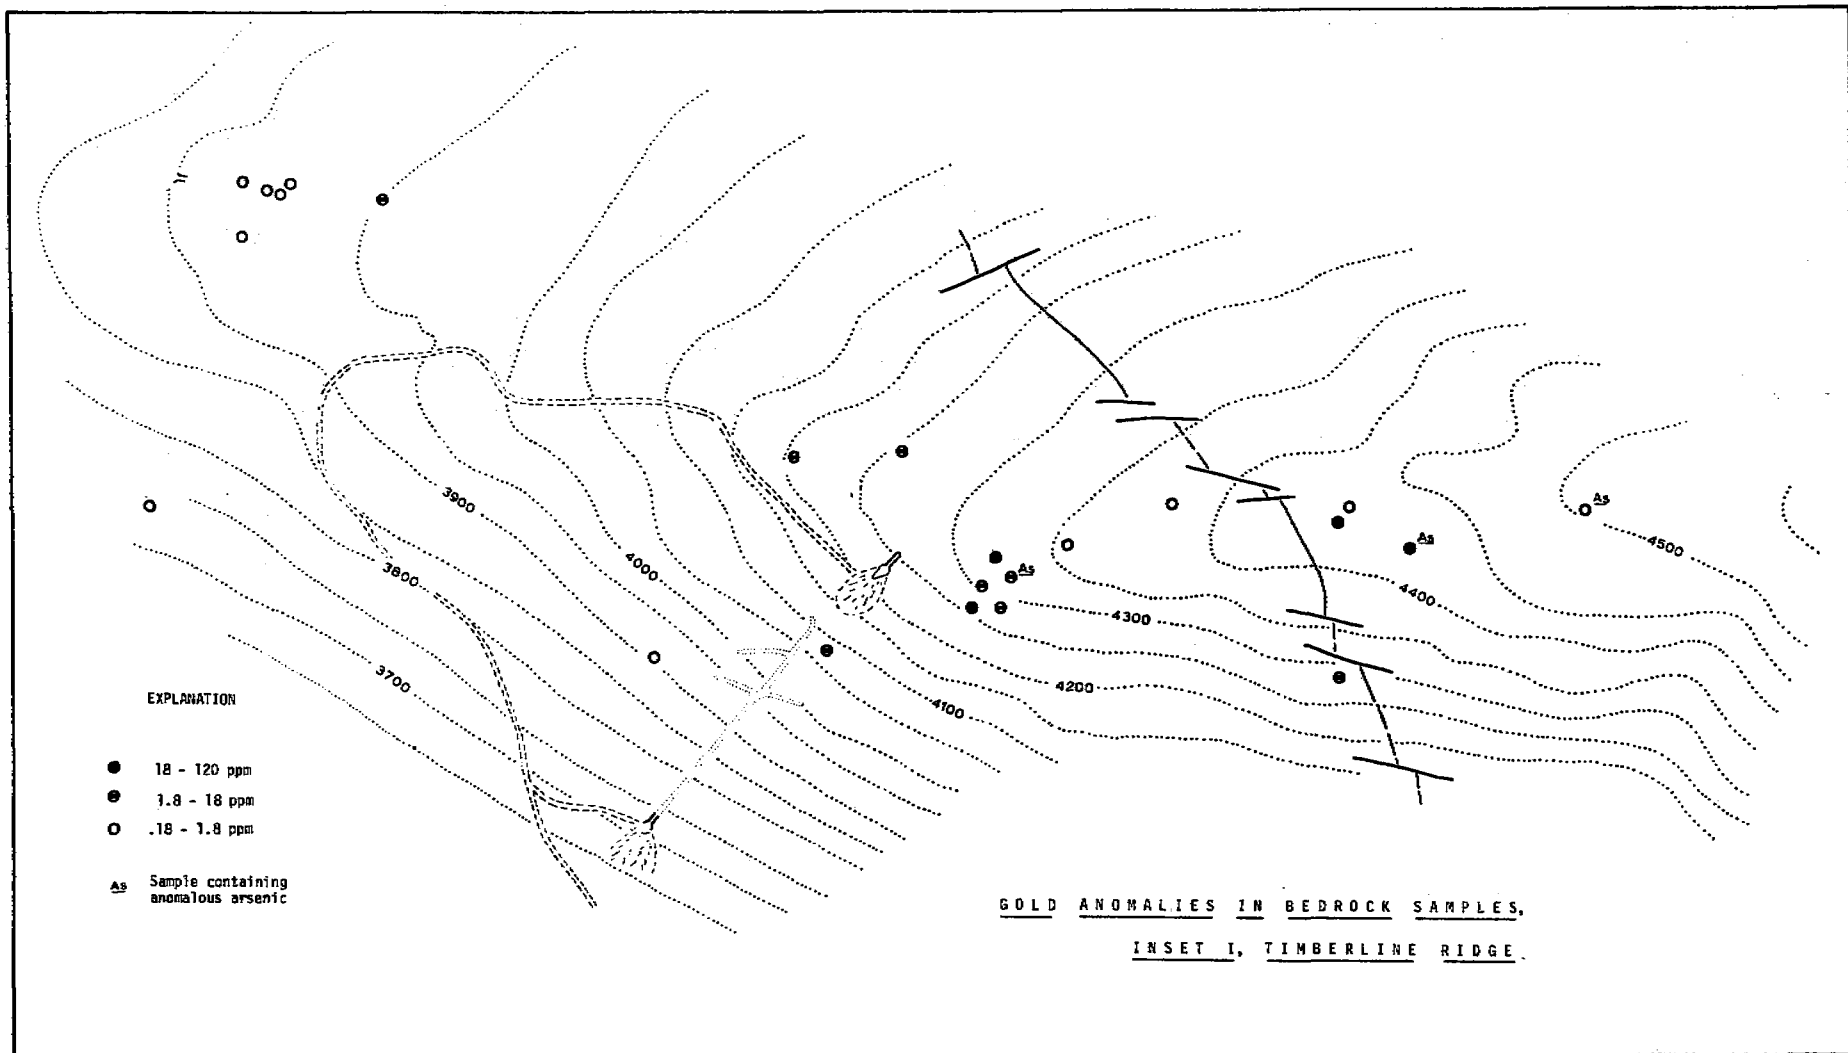 As
As
4500
3900
4000
As
3800
4400
4300
3700
4200
4100
EXPLANATION
18 - 120 ppm
1.8 - 18 ppm
.18 - 1.8 ppm
As Sample containing
anomalous arsenic
GOLD ANOMALIES IN BEDROCK SAMPLES,
INSET I, TIMBERLINE RIDGE.